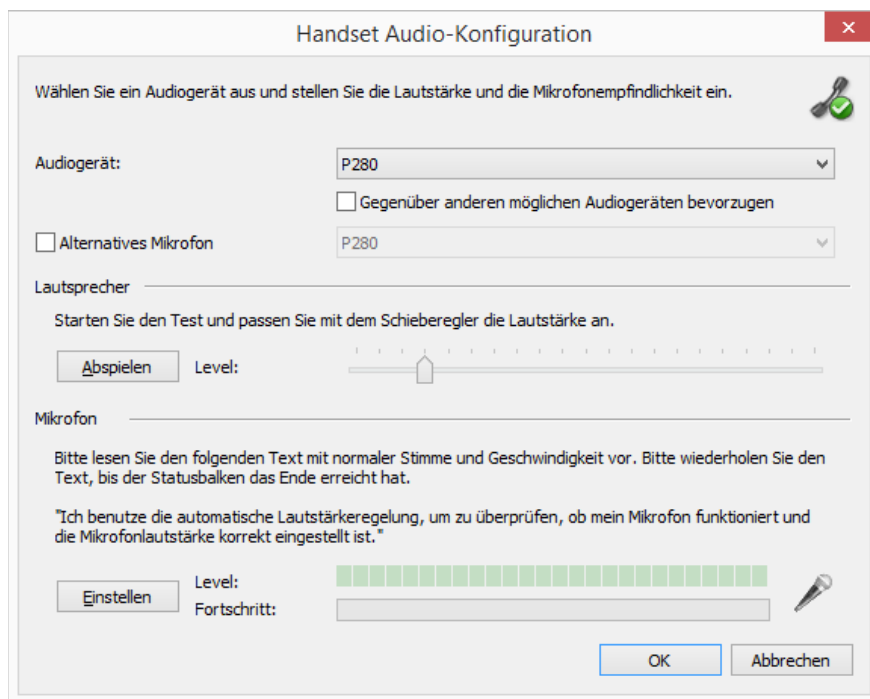 Handset Audio-Konfiguration
Wählen Sie ein Audiogerät aus und stellen Sie die Lautstärke und die Mikrofonempfindlichkeit ein.
Audiogerät:
P280
Gegenüber anderen möglichen Audiogeräten bevorzugen
Alternatives Mikrofon
P280
Lautsprecher
Starten Sie den Test und passen Sie mit dem Schieberegler die Lautstärke an.
Abspielen
Level:
Mikrofon
Bitte lesen Sie den folgenden Text mit normaler Stimme und Geschwindigkeit vor. Bitte wiederholen Sie den
Text, bis der Statusbalken das Ende erreicht hat.
"Ich benutze die automatische Lautstärkeregelung, um zu überprüfen, ob mein Mikrofon funktioniert und
die Mikrofonlautstärke korrekt eingestellt ist."
Einstellen
Level:
Fortschritt:
OK
Abbrechen